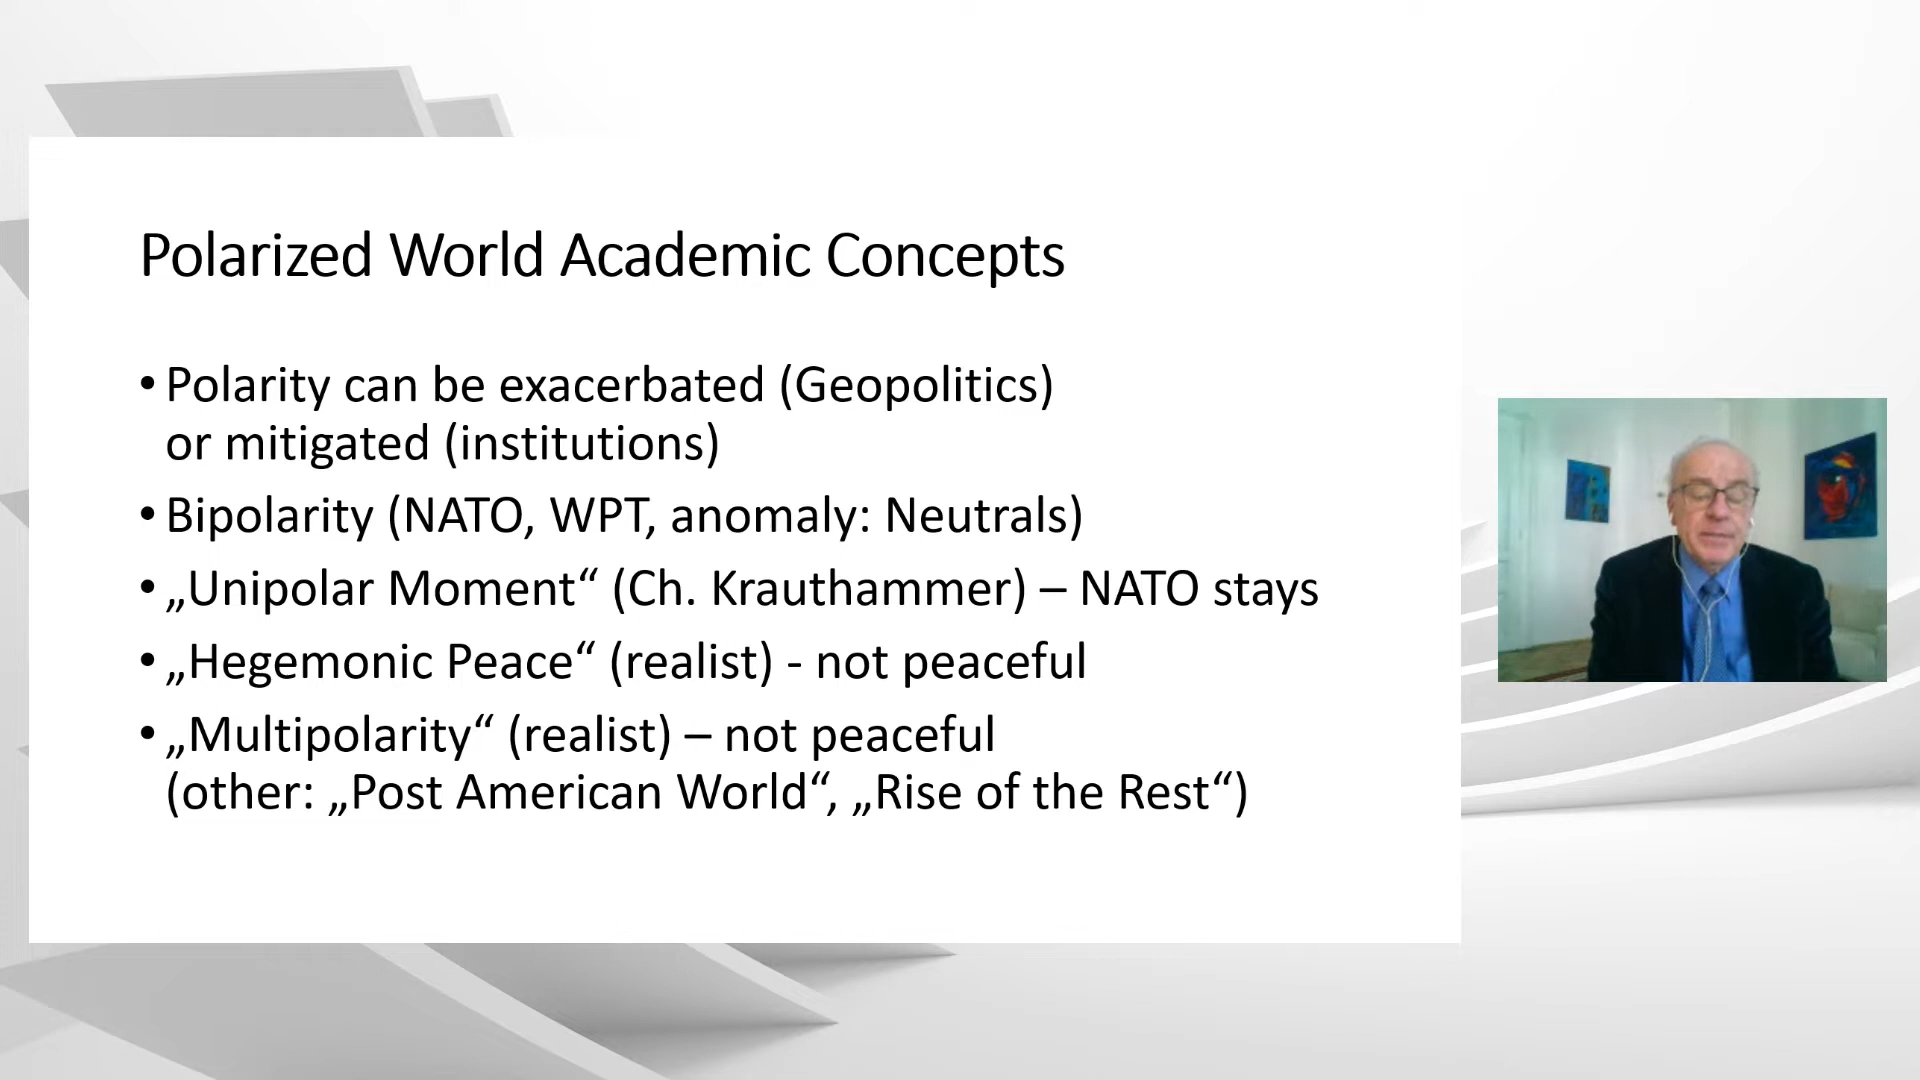 Polarized World Academic Concepts
• Polarity can be exacerbated (Geopolitics)
or mitigated (institutions)
• Bipolarity (NATO, WPT, anomaly: Neutrals)
• „Unipolar Moment“ (Ch. Krauthammer) – NATO stays
• „Hegemonic Peace“ (realist) - not peaceful
• „Multipolarity“ (realist) – not peaceful
(other: „Post American World“, „Rise of the Rest“)